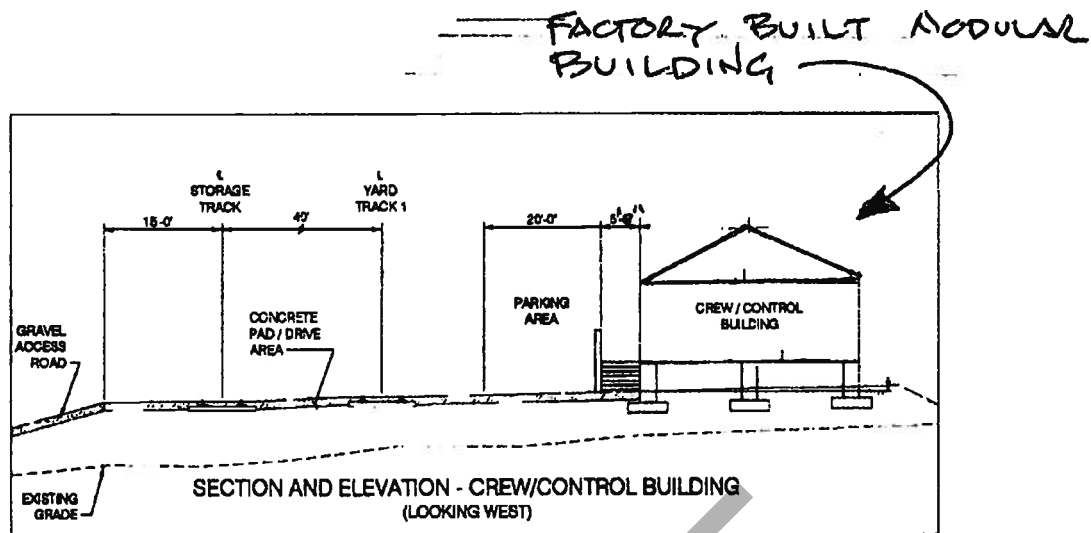 FACTORY BUILT MODULAR
BUILDING
℄
STORAGE
TRACK
℄
YARD
TRACK 1
15'-0'
40'
20'-0'
PARKING
AREA
CREW / CONTROL
BUILDING
CONCRETE
PAD / DRIVE
AREA
GRAVEL
ACCESS
ROAD
EXISTING
GRADE
SECTION AND ELEVATION - CREW/CONTROL BUILDING
(LOOKING WEST)